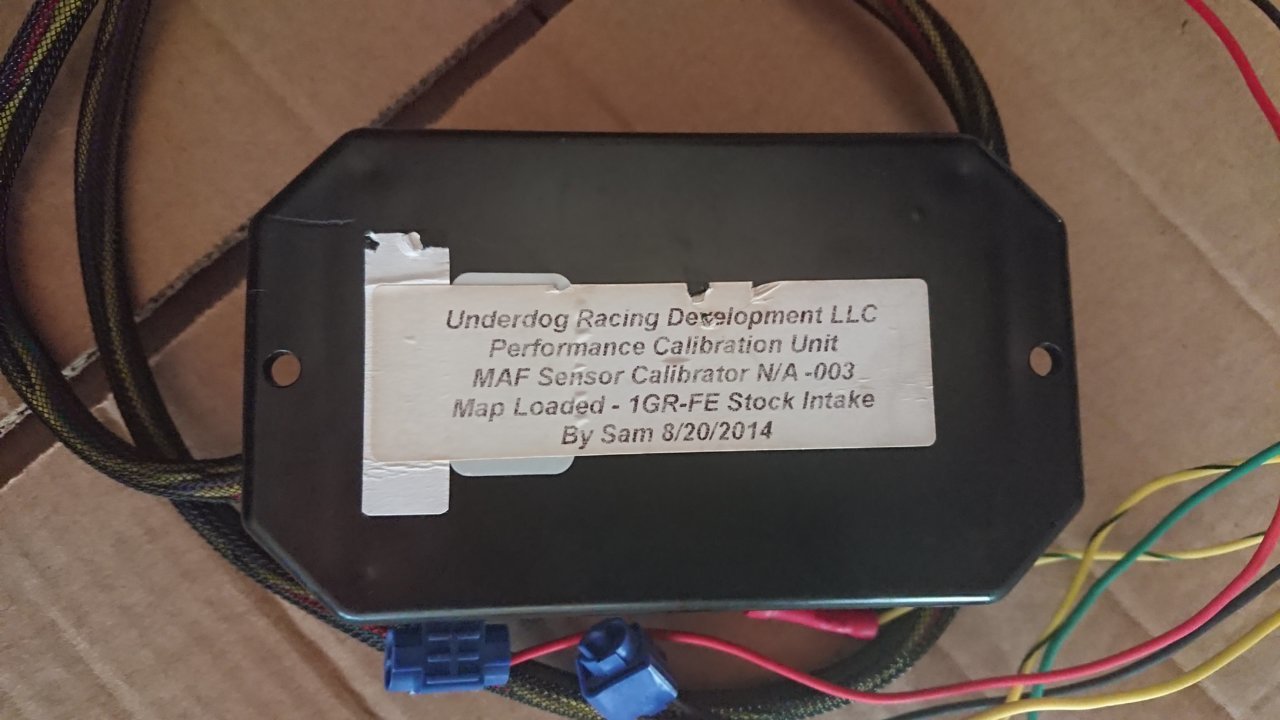 Underdog Racing Development LLC
Performance Calibration Unit
MAF Sensor Calibrator N/A -003
Map Loaded - 1GR-FE Stock Intake
By Sam 8/20/2014